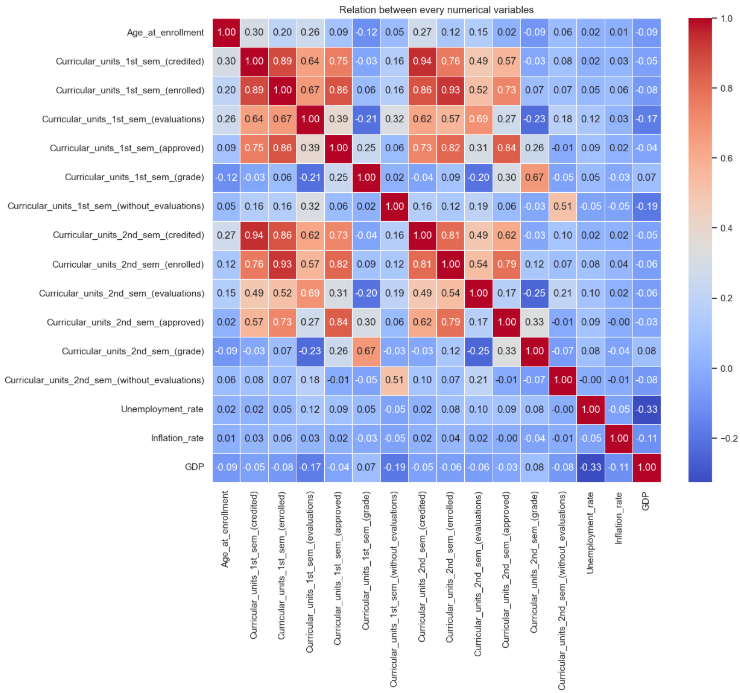 Relation between every numerical variables
Age_at_enrollment 1.00 0.30 0.20 0.26 0.09 -0.12 0.05 0.27 0.12 0.15 0.02 -0.09 0.06 0.02 0.01 -0.09
Curricular_units_1st_sem_(credited) 0.30 1.00 0.89 0.64 0.75 -0.03 0.16 0.94 0.76 0.49 0.57 -0.03 0.08 0.02 0.03 -0.05
Curricular_units_1st_sem_(enrolled) 0.20 0.89 1.00 0.67 0.86 0.06 0.16 0.86 0.93 0.52 0.73 0.07 0.07 0.05 0.06 -0.08
Curricular_units_1st_sem_(evaluations) 0.26 0.64 0.67 1.00 0.39 -0.21 0.32 0.62 0.57 0.69 0.27 -0.23 0.18 0.12 0.03 -0.17
Curricular_units_1st_sem_(approved) 0.09 0.75 0.86 0.39 1.00 0.25 0.06 0.73 0.82 0.31 0.84 0.26 -0.01 0.09 0.02 -0.04
Curricular_units_1st_sem_(grade) -0.12 -0.03 0.06 -0.21 0.25 1.00 0.02 -0.04 0.09 -0.20 0.30 0.67 -0.05 0.05 -0.03 0.07
Curricular_units_1st_sem_(without_evaluations) 0.05 0.16 0.16 0.32 0.06 0.02 1.00 0.16 0.12 0.19 0.06 -0.03 0.51 -0.05 -0.05 -0.19
Curricular_units_2nd_sem_(credited) 0.27 0.94 0.86 0.62 0.73 -0.04 0.16 1.00 0.81 0.49 0.62 -0.03 0.10 0.02 0.02 -0.05
Curricular_units_2nd_sem_(enrolled) 0.12 0.76 0.93 0.57 0.82 0.09 0.12 0.81 1.00 0.54 0.79 0.12 0.07 0.08 0.04 -0.06
Curricular_units_2nd_sem_(evaluations) 0.15 0.49 0.52 0.69 0.31 -0.20 0.19 0.49 0.54 1.00 0.17 -0.25 0.21 0.10 0.02 -0.06
Curricular_units_2nd_sem_(approved) 0.02 0.57 0.73 0.27 0.84 0.30 0.06 0.62 0.79 0.17 1.00 0.33 -0.01 0.09 -0.00 -0.03
Curricular_units_2nd_sem_(grade) -0.09 -0.03 0.07 -0.23 0.26 0.67 -0.03 -0.03 0.12 -0.25 0.33 1.00 -0.07 0.08 -0.04 0.08
Curricular_units_2nd_sem_(without_evaluations) 0.06 0.08 0.07 0.18 -0.01 -0.05 0.51 0.10 0.07 0.21 -0.01 -0.07 1.00 -0.00 -0.01 -0.08
Unemployment_rate 0.02 0.02 0.05 0.12 0.09 0.05 -0.05 0.02 0.08 0.10 0.09 0.08 -0.00 1.00 -0.05 -0.33
Inflation_rate 0.01 0.03 0.06 0.03 0.02 -0.03 -0.05 0.02 0.04 0.02 -0.00 -0.04 -0.01 -0.05 1.00 -0.11
GDP -0.09 -0.05 -0.08 -0.17 -0.04 0.07 -0.19 -0.05 -0.06 -0.06 -0.03 0.08 -0.08 -0.33 -0.11 1.00
Age_at_enrollment
Curricular_units_1st_sem_(credited)
Curricular_units_1st_sem_(enrolled)
Curricular_units_1st_sem_(evaluations)
Curricular_units_1st_sem_(approved)
Curricular_units_1st_sem_(grade)
Curricular_units_1st_sem_(without_evaluations)
Curricular_units_2nd_sem_(credited)
Curricular_units_2nd_sem_(enrolled)
Curricular_units_2nd_sem_(evaluations)
Curricular_units_2nd_sem_(approved)
Curricular_units_2nd_sem_(grade)
Curricular_units_2nd_sem_(without_evaluations)
Unemployment_rate
Inflation_rate
GDP
1.0
0.8
0.6
0.4
0.2
0.0
−0.2